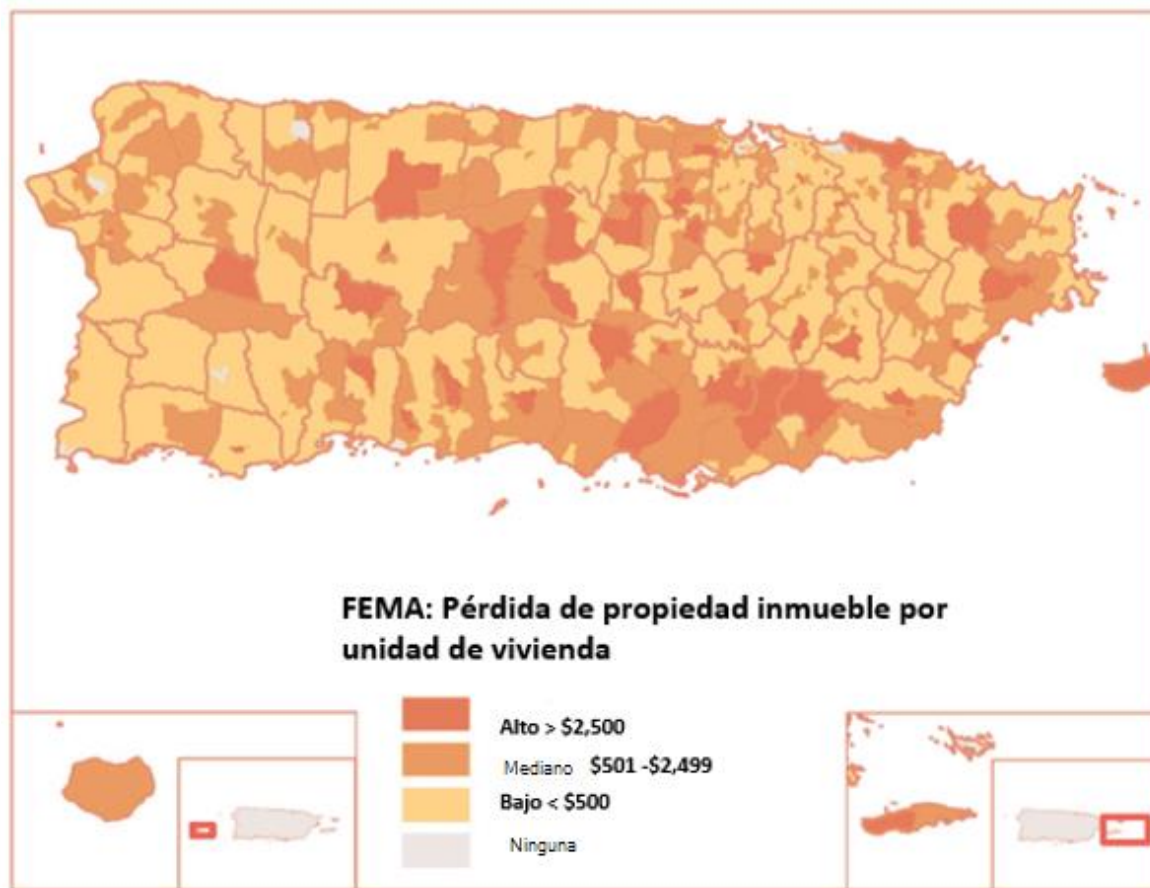 FEMA: Pérdida de propiedad inmueble por
unidad de vivienda
Alto > $2,500
Mediano $501 -$2,499
Bajo < $500
Ninguna